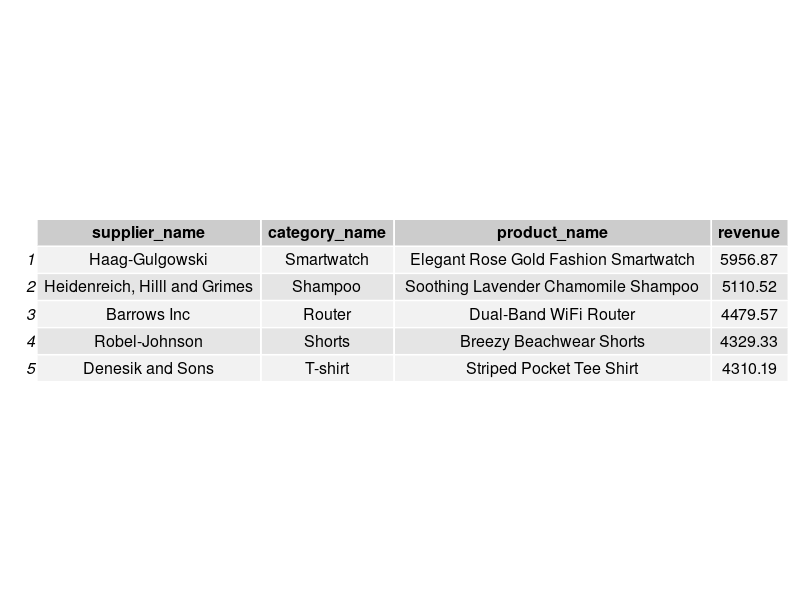 supplier_name category_name product_name revenue
1 Haag-Gulgowski Smartwatch Elegant Rose Gold Fashion Smartwatch 5956.87
2 Heidenreich, Hilll and Grimes Shampoo Soothing Lavender Chamomile Shampoo 5110.52
3 Barrows Inc Router Dual-Band WiFi Router 4479.57
4 Robel-Johnson Shorts Breezy Beachwear Shorts 4329.33
5 Denesik and Sons T-shirt Striped Pocket Tee Shirt 4310.19